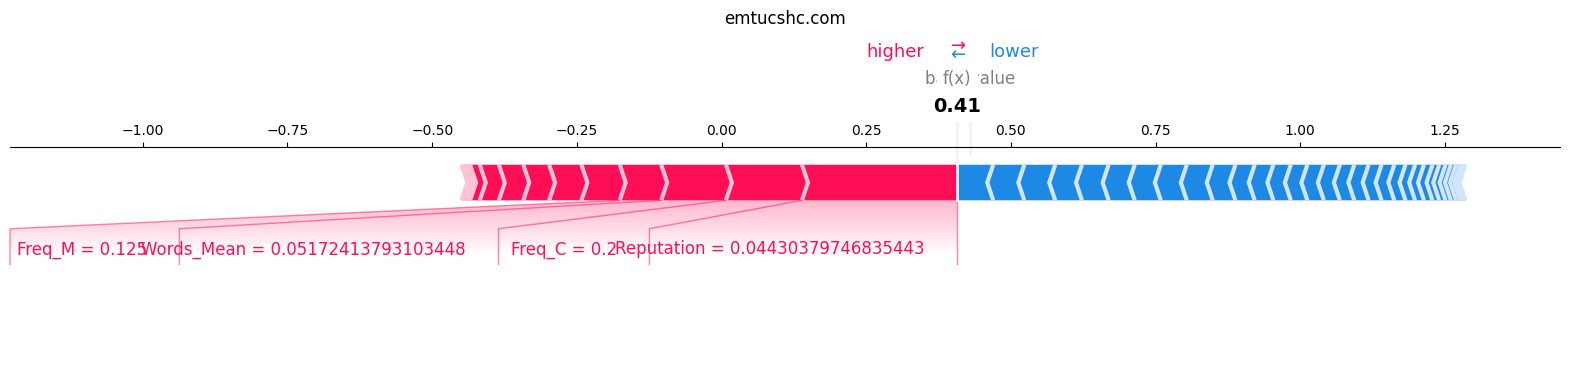 emtucshc.com
higher → ← lower
b f(x) value
0.41
−1.00 −0.75 −0.50 −0.25 0.00 0.25 0.50 0.75 1.00 1.25
Freq_M = 0.125 Words_Mean = 0.05172413793103448 Freq_C = 0.2 Reputation = 0.04430379746835443